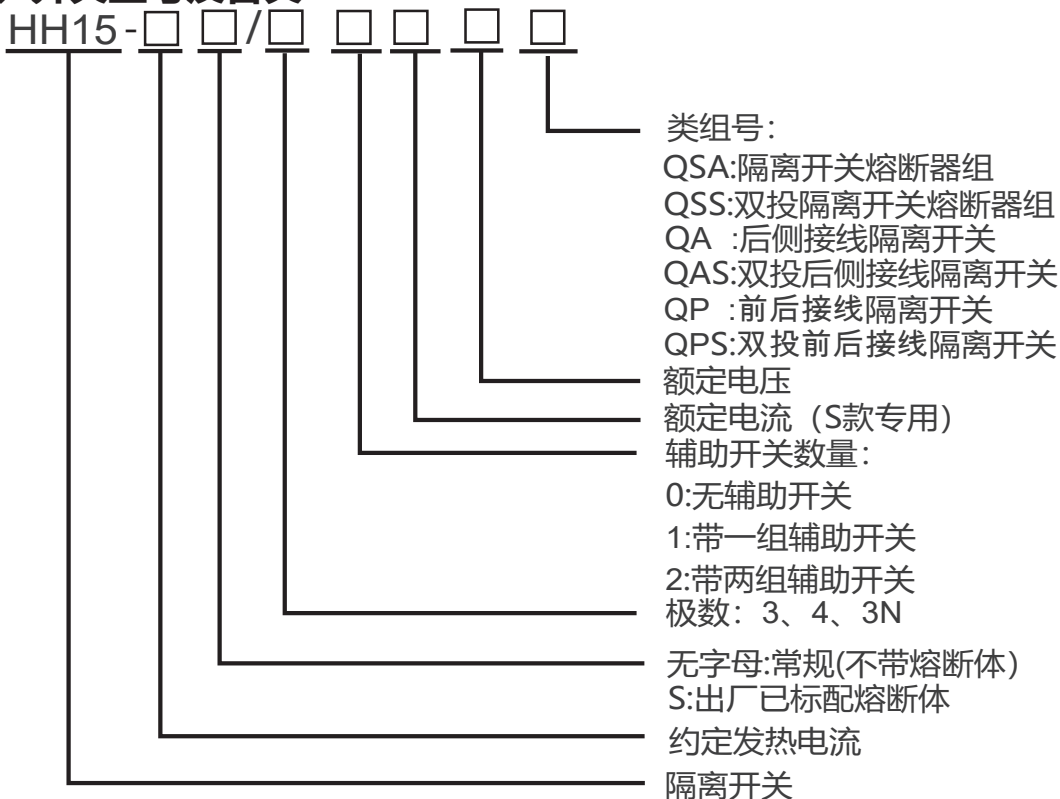 HH15-□ □/□ □ □ □ □
类组号：
QSA:隔离开关熔断器组
QSS:双投隔离开关熔断器组
QA :后侧接线隔离开关
QAS:双投后侧接线隔离开关
QP :前后接线隔离开关
QPS:双投前后接线隔离开关
额定电压
额定电流（S款专用）
辅助开关数量：
0:无辅助开关
1:带一组辅助开关
2:带两组辅助开关
极数：3、4、3N
无字母:常规(不带熔断体）
S:出厂已标配熔断体
约定发热电流
隔离开关